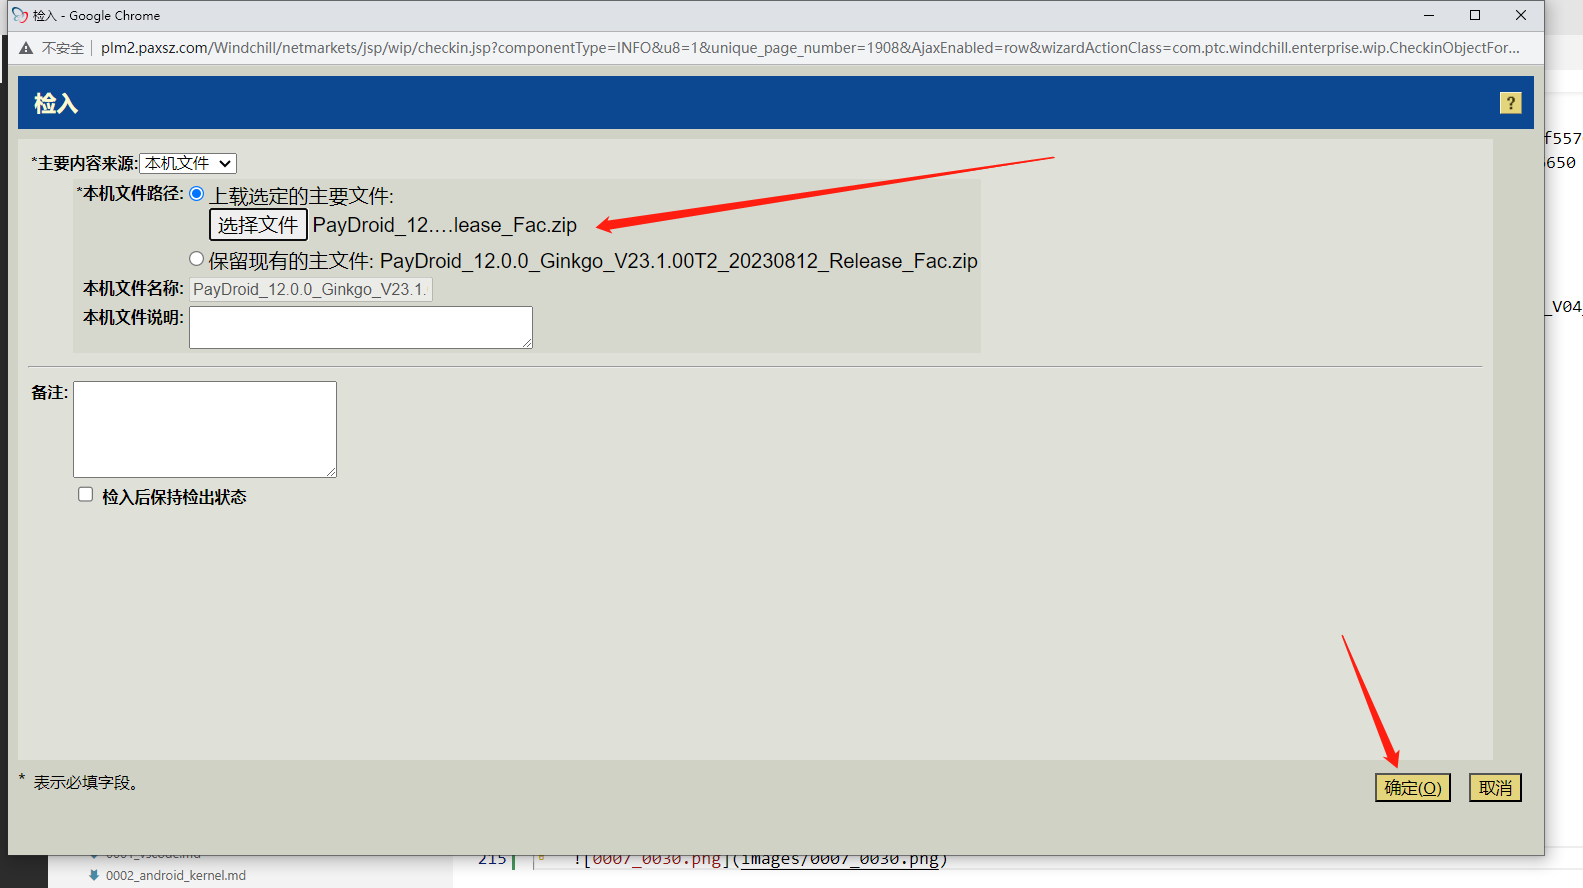 检入 - Google Chrome
不安全 plm2.paxsz.com/Windchill/netmarkets/jsp/wip/checkin.jsp?componentType=INFO&u8=1&unique_page_number=1908&AjaxEnabled=row&wizardActionClass=com.ptc.windchill.enterprise.wip.CheckinObjectFor...
检入
?
*主要内容来源: 本机文件
*本机文件路径: 上载选定的主要文件:
选择文件 PayDroid_12....lease_Fac.zip
保留现有的主文件: PayDroid_12.0.0_Ginkgo_V23.1.00T2_20230812_Release_Fac.zip
本机文件名称: PayDroid_12.0.0_Ginkgo_V23.1.
本机文件说明:
备注:
检入后保持检出状态
* 表示必填字段。
确定(O) 取消
f557
650
_V04
215 ![0007_0030.png](images/0007_0030.png)
0002_android_kernel.md